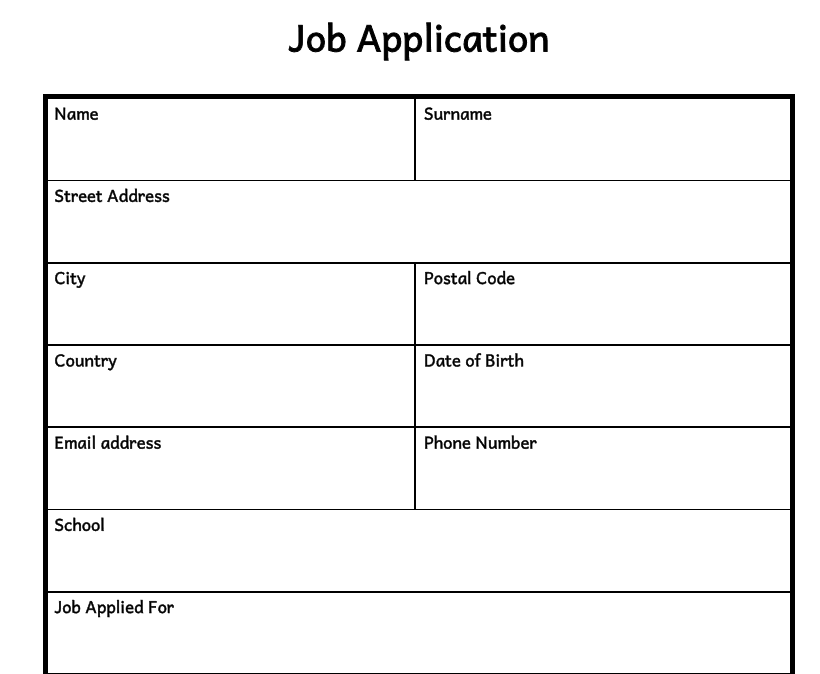 Job Application
Name
Surname
Street Address
City
Postal Code
Country
Date of Birth
Email address
Phone Number
School
Job Applied For